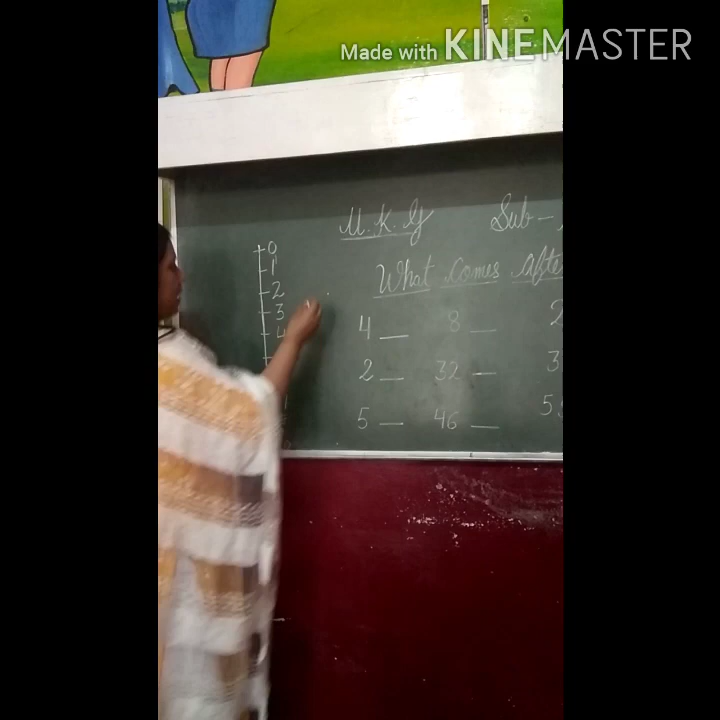 Made with KINEMASTER
U.K.G Sub -
0
1
2
3
4
What comes After
4 __ 8 __ 2
2 __ 32 __ 3
5 __ 46 __ 5